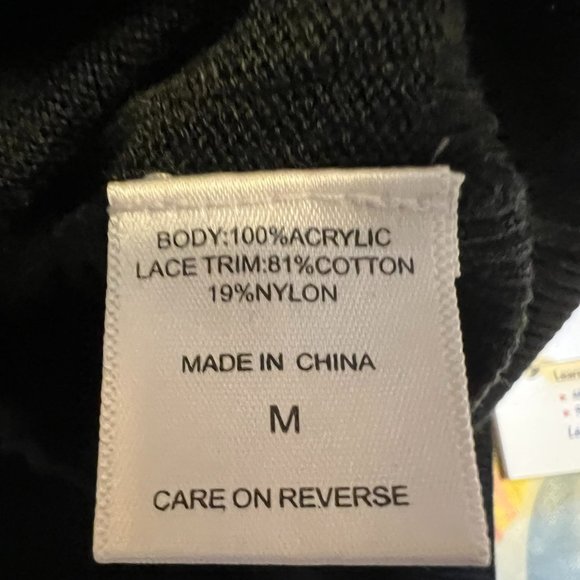 BODY:100%ACRYLIC
LACE TRIM:81%COTTON
19%NYLON
MADE IN CHINA
M
CARE ON REVERSE